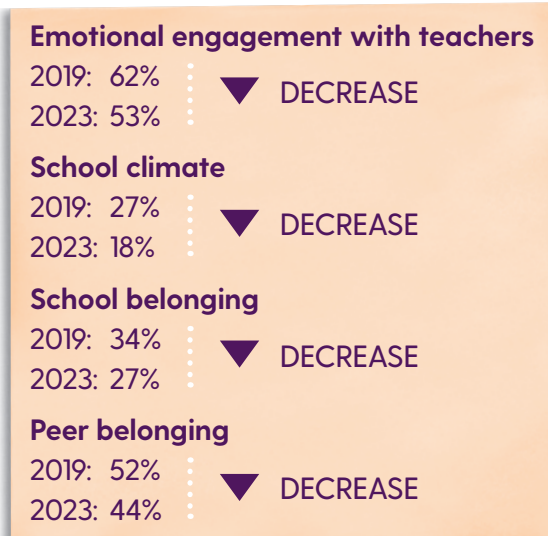 Emotional engagement with teachers
2019: 62%
2023: 53%
DECREASE
School climate
2019: 27%
2023: 18%
DECREASE
School belonging
2019: 34%
2023: 27%
DECREASE
Peer belonging
2019: 52%
2023: 44%
DECREASE